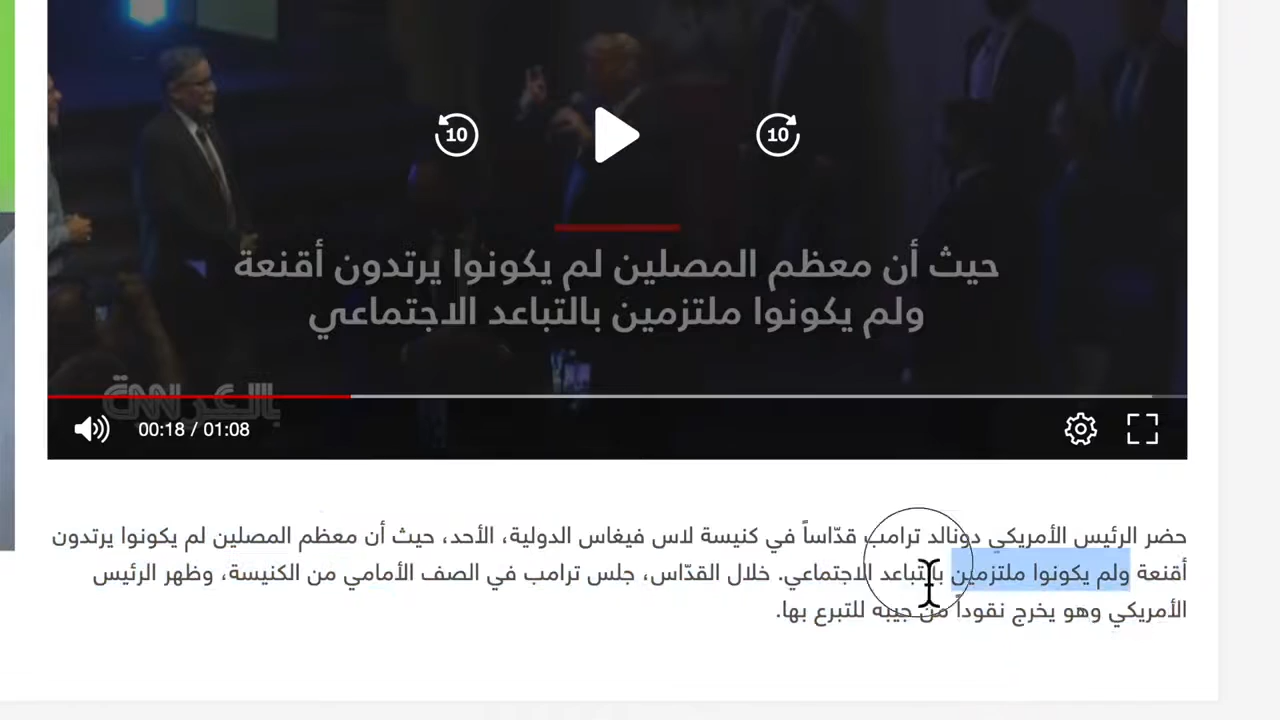 10
10
حيث أن معظم المصلين لم يكونوا يرتدون أقنعة
ولم يكونوا ملتزمين بالتباعد الاجتماعي
CNN بالعربية
00:18 / 01:08
حضر الرئيس الأمريكي دونالد ترامب قدّاساً في كنيسة لاس فيغاس الدولية، الأحد، حيث أن معظم المصلين لم يكونوا يرتدون
أقنعة ولم يكونوا ملتزمين بالتباعد الاجتماعي. خلال القدّاس، جلس ترامب في الصف الأمامي من الكنيسة، وظهر الرئيس
الأمريكي وهو يخرج نقوداً من جيبه للتبرع بها.